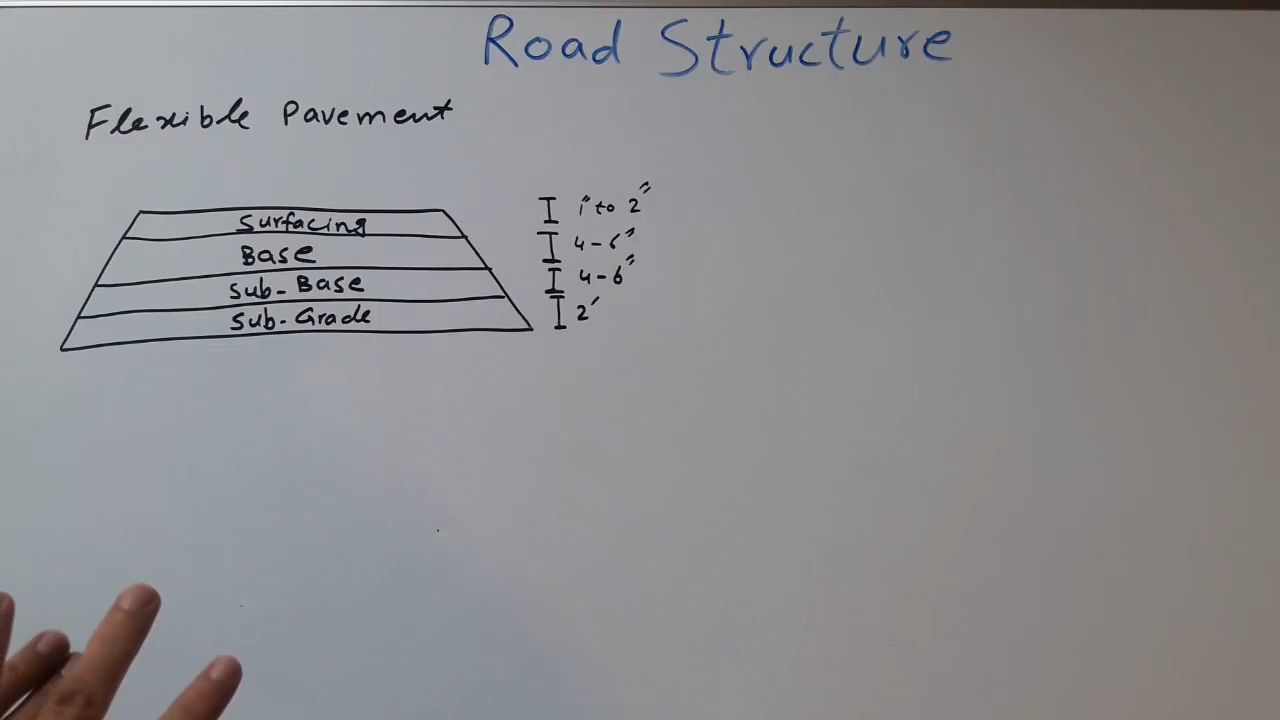 Road Structure
Flexible Pavement
Surfacing 1" to 2"
Base 4-6"
Sub-Base 4-6"
Sub-Grade 2'